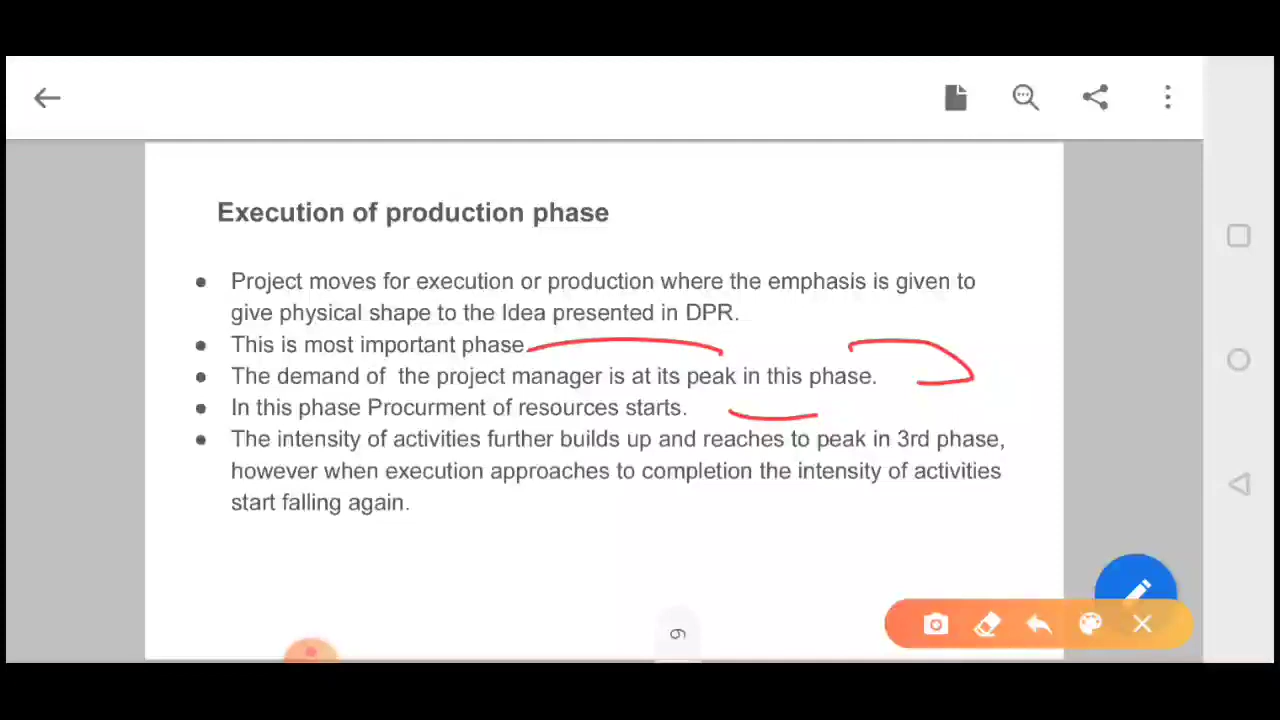 Execution of production phase
● Project moves for execution or production where the emphasis is given to
give physical shape to the Idea presented in DPR.
● This is most important phase.
● The demand of the project manager is at its peak in this phase.
● In this phase Procurment of resources starts.
● The intensity of activities further builds up and reaches to peak in 3rd phase,
however when execution approaches to completion the intensity of activities
start falling again.
6